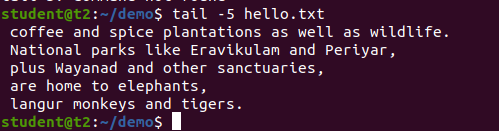 student@t2:~/demo$ tail -5 hello.txt
coffee and spice plantations as well as wildlife.
National parks like Eravikulam and Periyar,
plus Wayanad and other sanctuaries,
are home to elephants,
langur monkeys and tigers.
student@t2:~/demo$